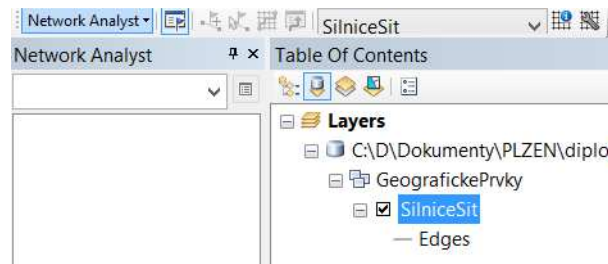 Network Analyst
SilniceSit
Network Analyst
Table Of Contents
Layers
C:\D\Dokumenty\PLZEN\diplo
GeografickePrvky
SilniceSit
Edges